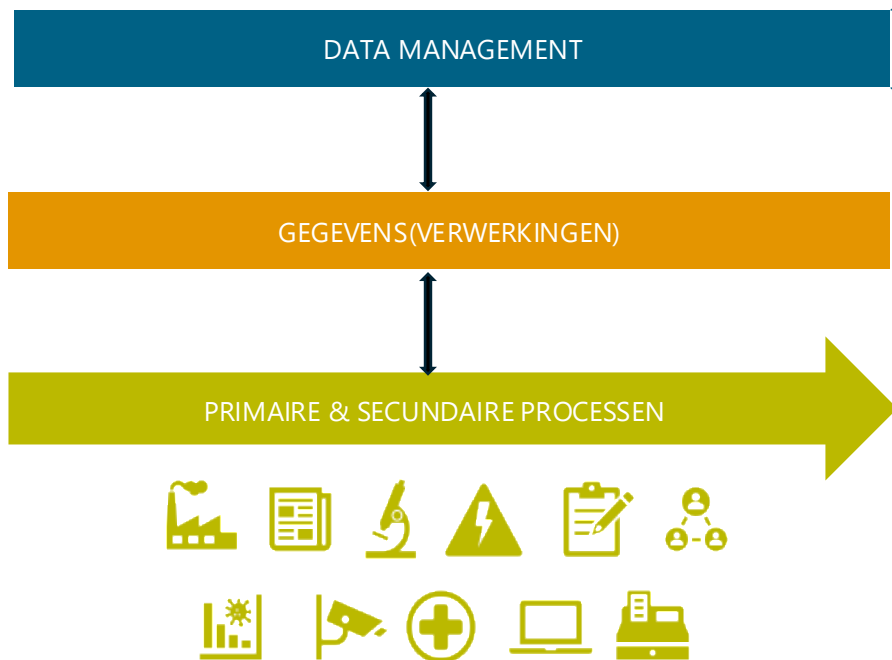 DATA MANAGEMENT
GEGEVENS(VERWERKINGEN)
PRIMAIRE & SECUNDAIRE PROCESSEN